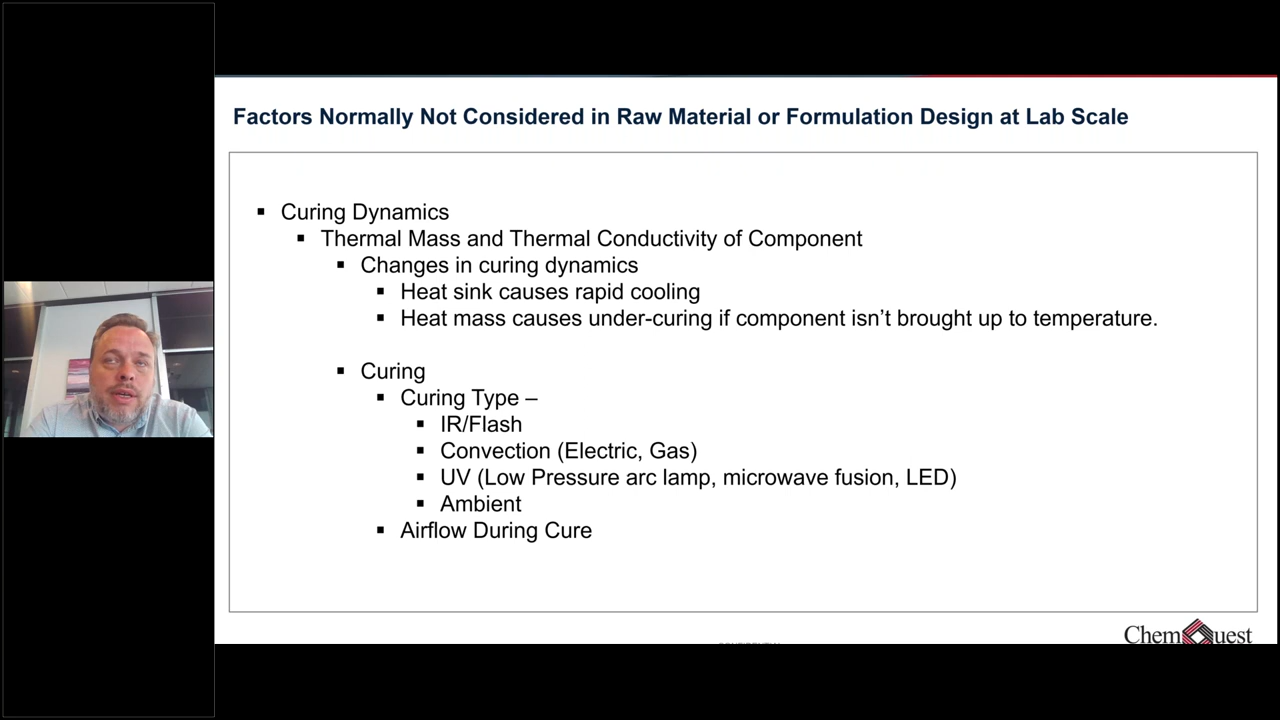 Factors Normally Not Considered in Raw Material or Formulation Design at Lab Scale
▪ Curing Dynamics
▪ Thermal Mass and Thermal Conductivity of Component
▪ Changes in curing dynamics
▪ Heat sink causes rapid cooling
▪ Heat mass causes under-curing if component isn’t brought up to temperature.
▪ Curing
▪ Curing Type –
▪ IR/Flash
▪ Convection (Electric, Gas)
▪ UV (Low Pressure arc lamp, microwave fusion, LED)
▪ Ambient
▪ Airflow During Cure
ChemQuest